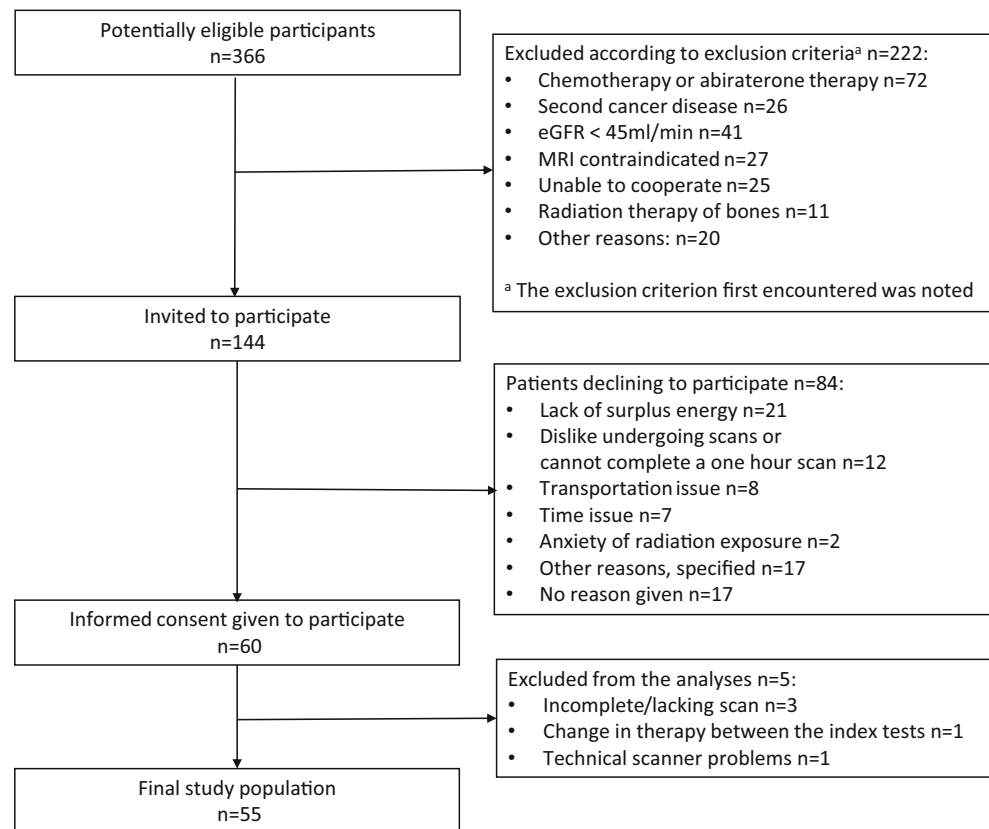 Potentially eligible participants
n=366
Excluded according to exclusion criteriaᵃ n=222:
• Chemotherapy or abiraterone therapy n=72
• Second cancer disease n=26
• eGFR < 45ml/min n=41
• MRI contraindicated n=27
• Unable to cooperate n=25
• Radiation therapy of bones n=11
• Other reasons: n=20
ᵃ The exclusion criterion first encountered was noted
Invited to participate
n=144
Patients declining to participate n=84:
• Lack of surplus energy n=21
• Dislike undergoing scans or
cannot complete a one hour scan n=12
• Transportation issue n=8
• Time issue n=7
• Anxiety of radiation exposure n=2
• Other reasons, specified n=17
• No reason given n=17
Informed consent given to participate
n=60
Excluded from the analyses n=5:
• Incomplete/lacking scan n=3
• Change in therapy between the index tests n=1
• Technical scanner problems n=1
Final study population
n=55